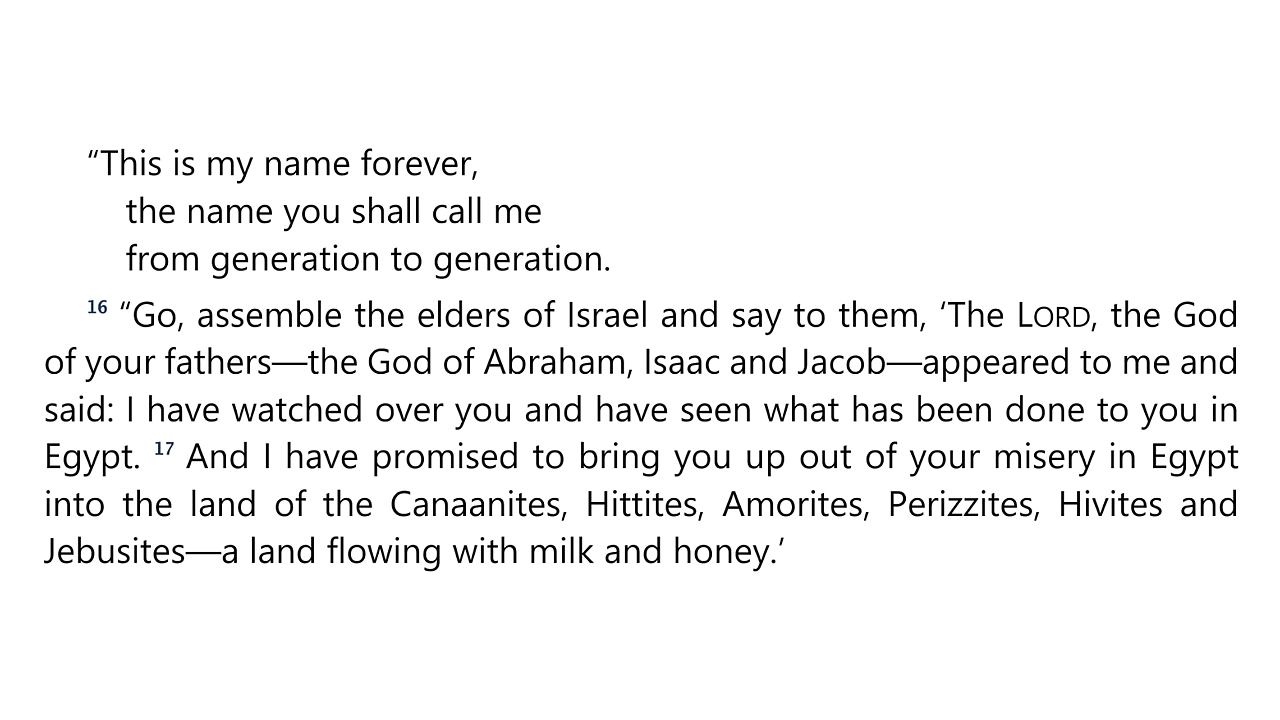 “This is my name forever,
the name you shall call me
from generation to generation.
16 “Go, assemble the elders of Israel and say to them, ‘The LORD, the God
of your fathers—the God of Abraham, Isaac and Jacob—appeared to me and
said: I have watched over you and have seen what has been done to you in
Egypt. 17 And I have promised to bring you up out of your misery in Egypt
into the land of the Canaanites, Hittites, Amorites, Perizzites, Hivites and
Jebusites—a land flowing with milk and honey.’